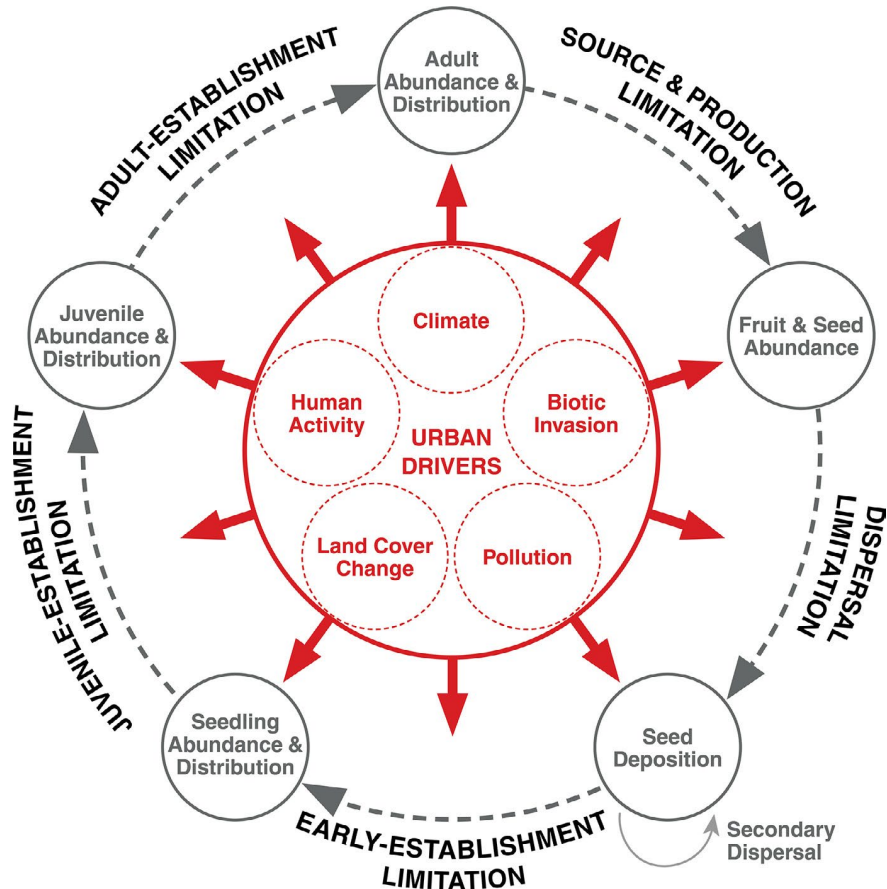 Adult
Abundance &
Distribution
SOURCE & PRODUCTION
LIMITATION
Fruit & Seed
Abundance
DISPERSAL
LIMITATION
Seed
Deposition
Secondary
Dispersal
EARLY-ESTABLISHMENT
LIMITATION
Seedling
Abundance &
Distribution
JUVENILE-ESTABLISHMENT
LIMITATION
Juvenile
Abundance &
Distribution
ADULT-ESTABLISHMENT
LIMITATION
Climate
Biotic
Invasion
Pollution
Land Cover
Change
Human
Activity
URBAN
DRIVERS